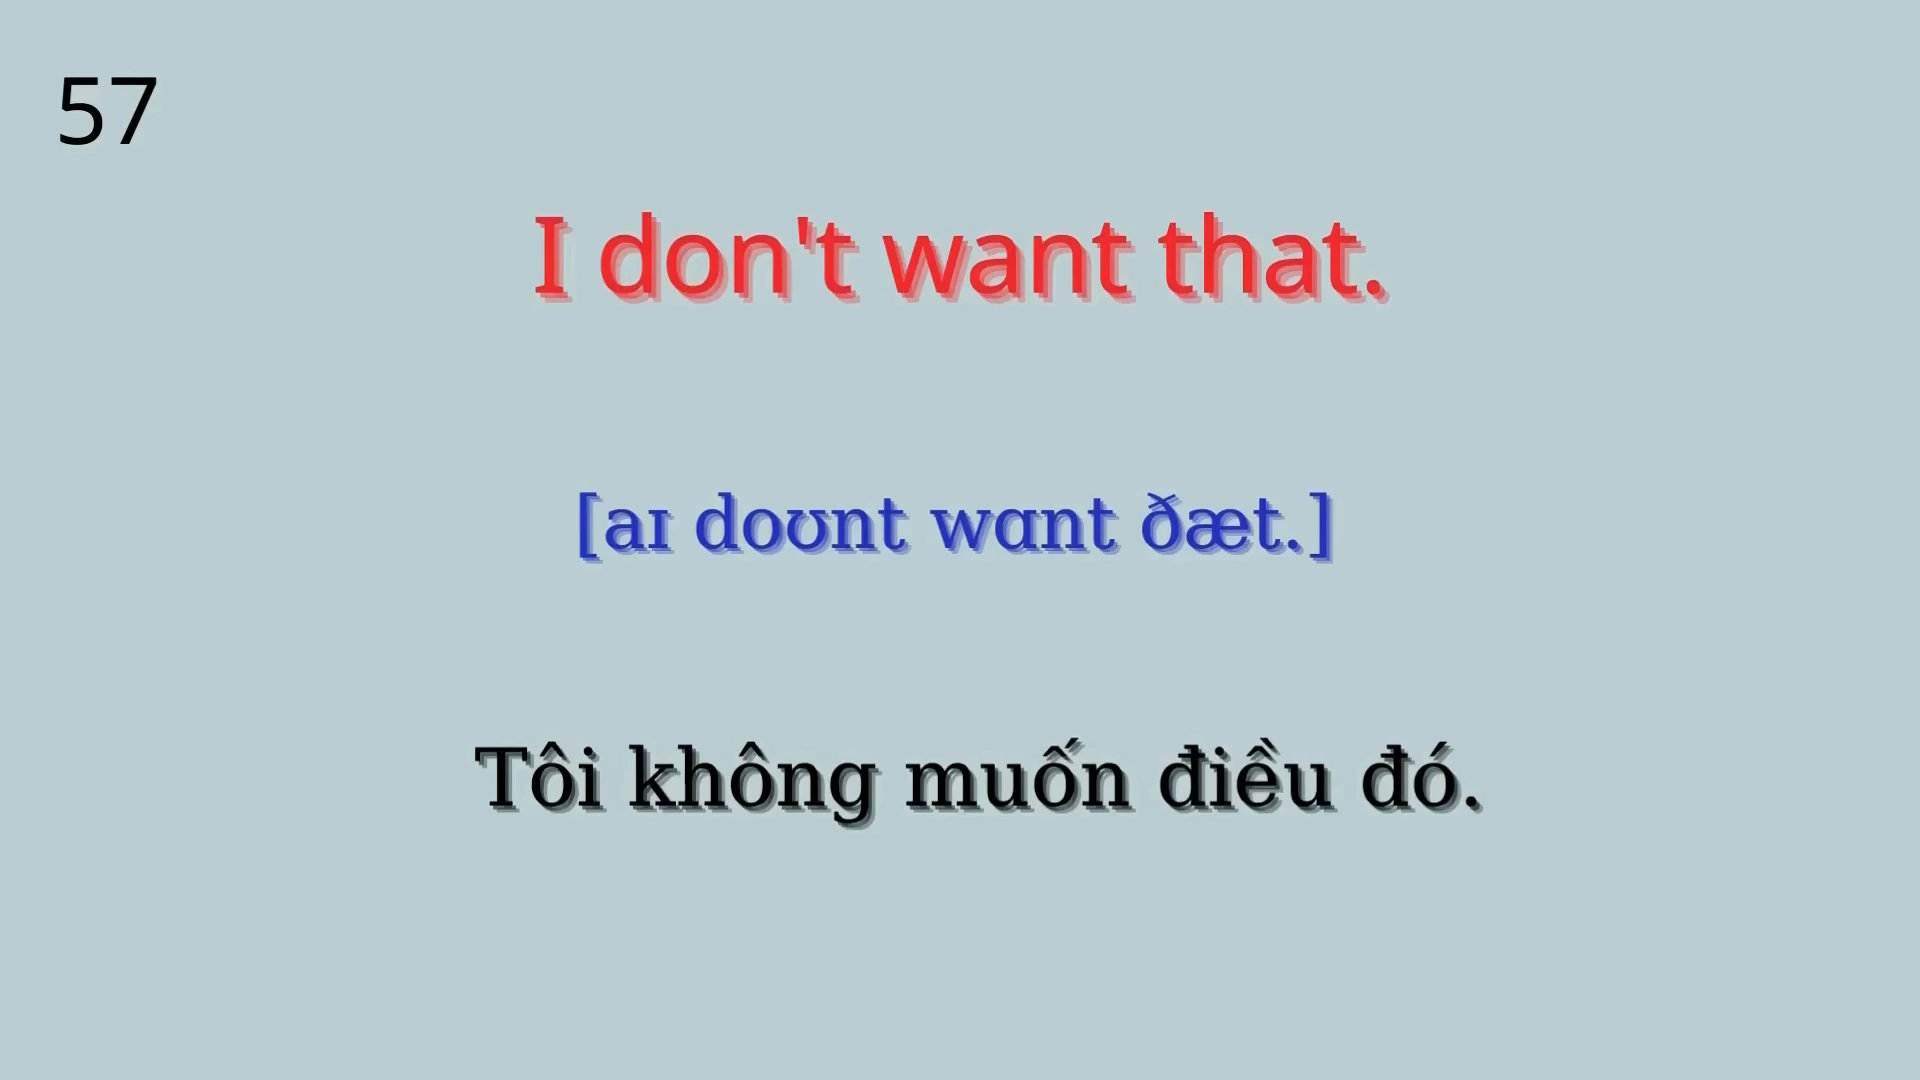 57
I don't want that.
[aɪ doʊnt wɑnt ðæt.]
Tôi không muốn điều đó.